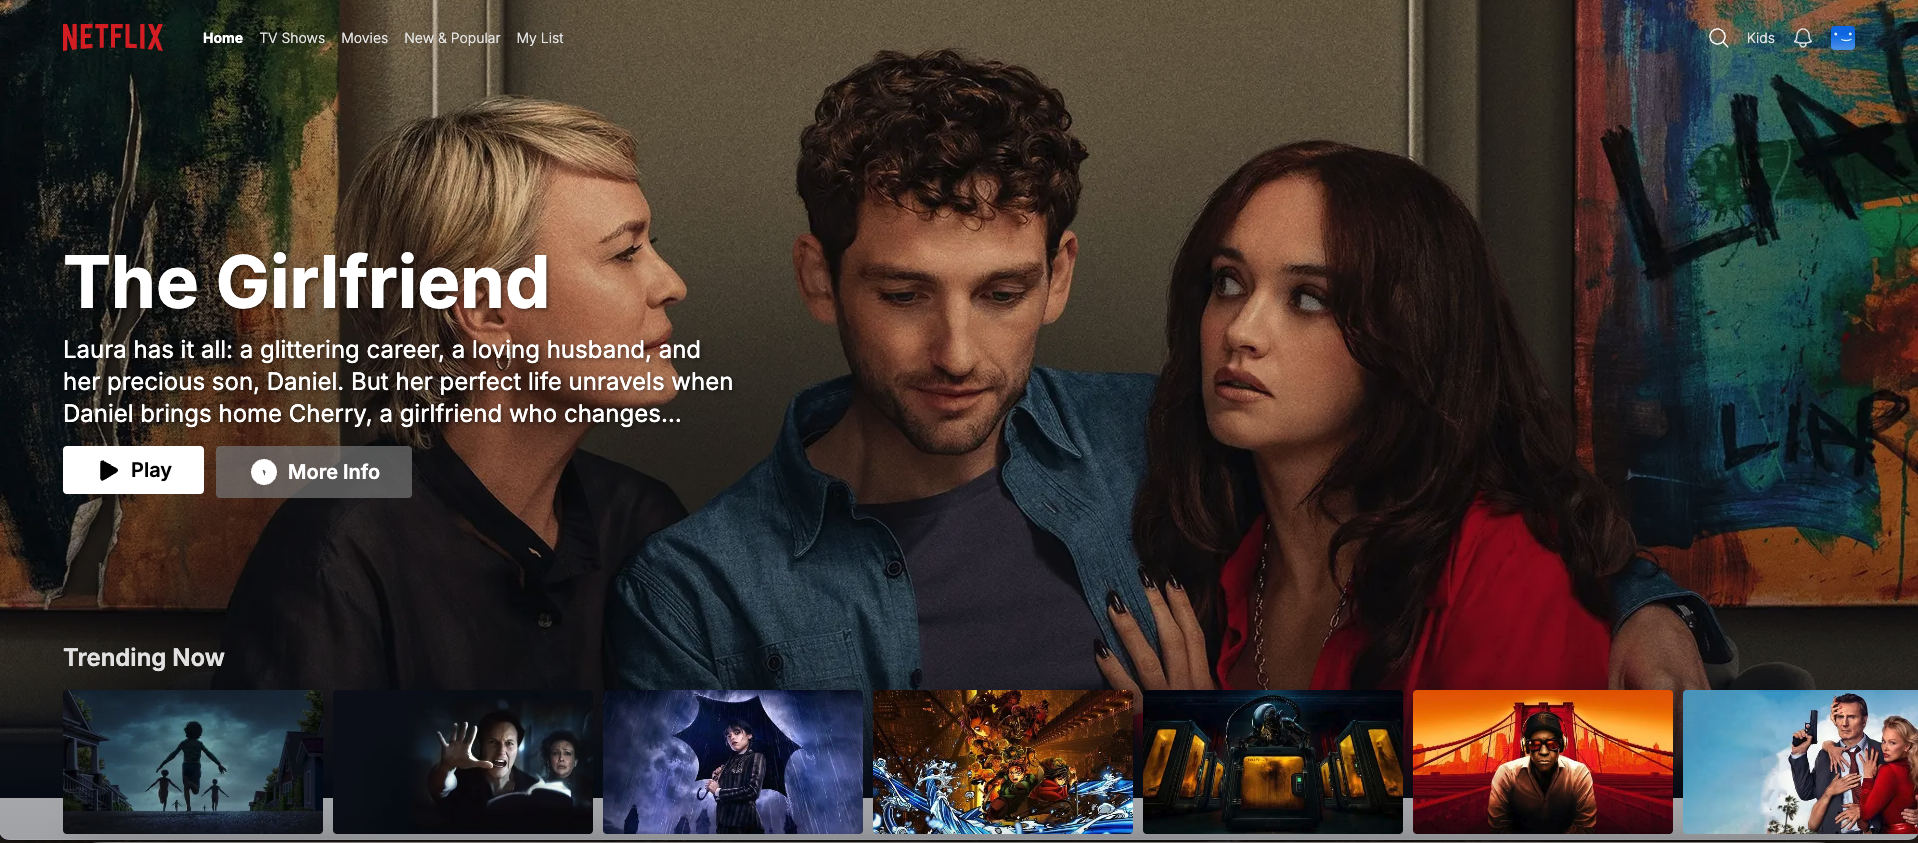 NETFLIX
Home TV Shows Movies New & Popular My List
Kids
LIAR
The Girlfriend
Laura has it all: a glittering career, a loving husband, and
her precious son, Daniel. But her perfect life unravels when
Daniel brings home Cherry, a girlfriend who changes...
LIAR
Play
More Info
Trending Now